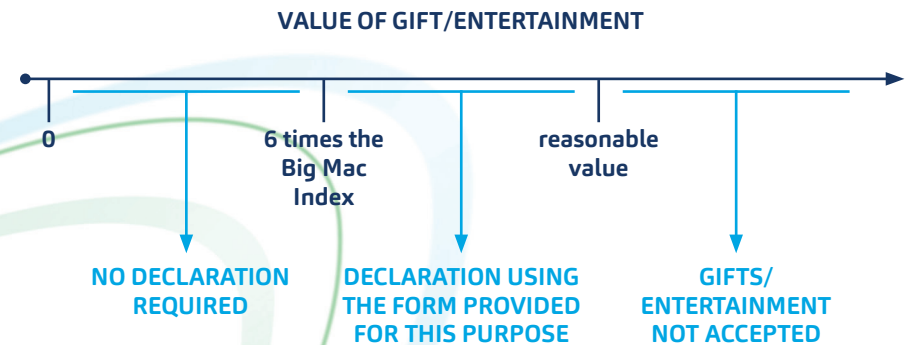 VALUE OF GIFT/ENTERTAINMENT
0
6 times the
Big Mac
Index
reasonable
value
NO DECLARATION
REQUIRED
DECLARATION USING
THE FORM PROVIDED
FOR THIS PURPOSE
GIFTS/
ENTERTAINMENT
NOT ACCEPTED